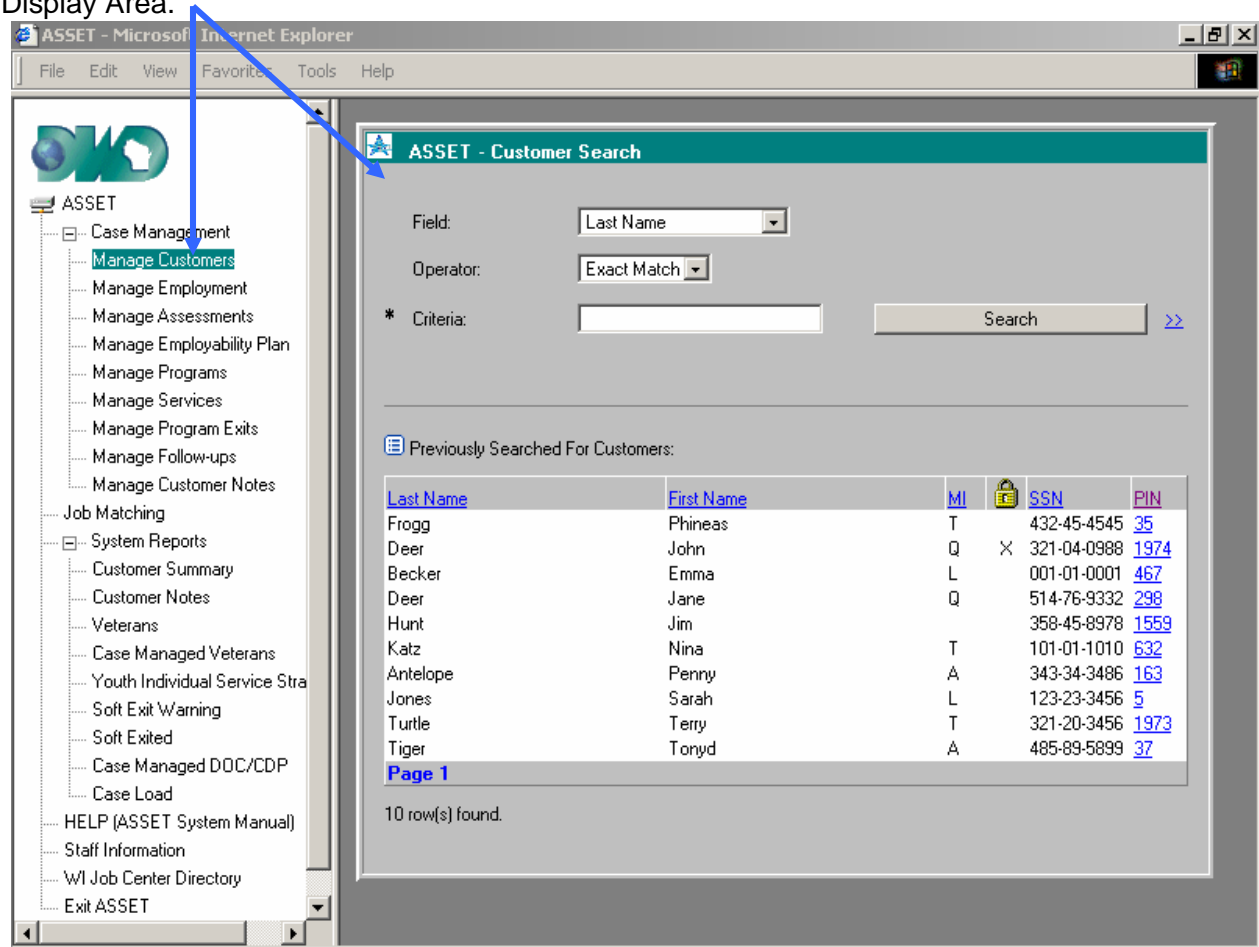 Display Area.
ASSET - Microsoft Internet Explorer
File Edit View Favorites Tools Help
DWD
ASSET
Case Management
Manage Customers
Manage Employment
Manage Assessments
Manage Employability Plan
Manage Programs
Manage Services
Manage Program Exits
Manage Follow-ups
Manage Customer Notes
Job Matching
System Reports
Customer Summary
Customer Notes
Veterans
Case Managed Veterans
Youth Individual Service Stra
Soft Exit Warning
Soft Exited
Case Managed DOC/CDP
Case Load
HELP (ASSET System Manual)
Staff Information
WI Job Center Directory
Exit ASSET
ASSET - Customer Search
Field: Last Name
Operator: Exact Match
* Criteria: Search >>
Previously Searched For Customers:
Last Name First Name MI SSN PIN
Frogg Phineas T 432-45-4545 35
Deer John Q X 321-04-0988 1974
Becker Emma L 001-01-0001 467
Deer Jane Q 514-76-9332 298
Hunt Jim 358-45-8978 1559
Katz Nina T 101-01-1010 632
Antelope Penny A 343-34-3486 163
Jones Sarah L 123-23-3456 5
Turtle Terry T 321-20-3456 1973
Tiger Tonyd A 485-89-5899 37
Page 1
10 row(s) found.